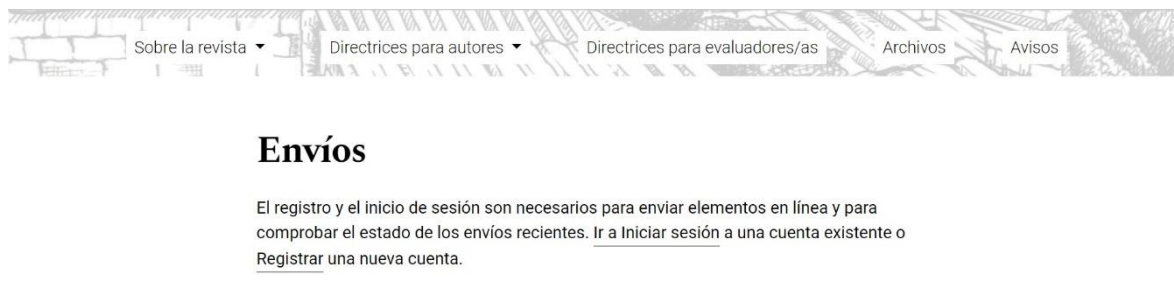 Sobre la revista Directrices para autores Directrices para evaluadores/as Archivos Avisos
Envíos
El registro y el inicio de sesión son necesarios para enviar elementos en línea y para
comprobar el estado de los envíos recientes. Ir a Iniciar sesión a una cuenta existente o
Registrar una nueva cuenta.